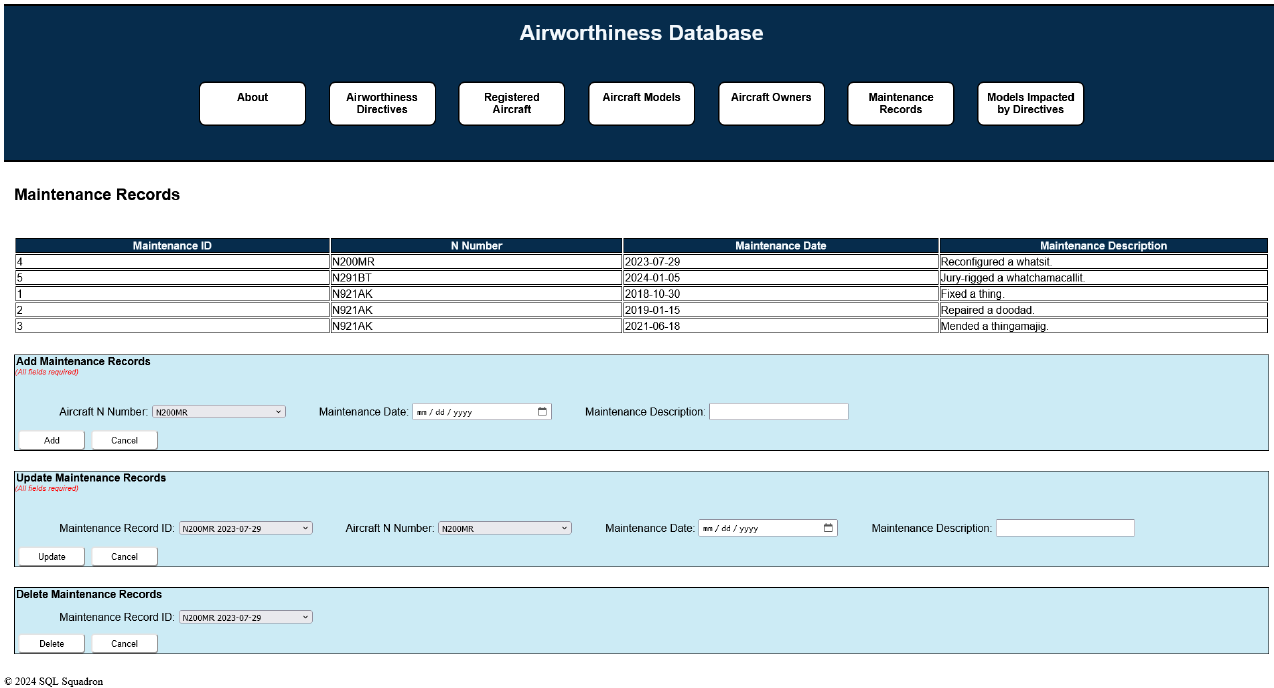 Airworthiness Database
About Airworthiness Registered Aircraft Models Aircraft Owners Maintenance Models Impacted
Directives Aircraft Records by Directives
Maintenance Records
Maintenance ID N Number Maintenance Date Maintenance Description
4 N200MR 2023-07-29 Reconfigured a whatsit.
5 N291BT 2024-01-05 Jury-rigged a whatchamacallit.
1 N921AK 2018-10-30 Fixed a thing.
2 N921AK 2019-01-15 Repaired a doodad.
3 N921AK 2021-06-18 Mended a thingamajig.
Add Maintenance Records
(All fields required)
Aircraft N Number: N200MR Maintenance Date: mm / dd / yyyy Maintenance Description:
Add Cancel
Update Maintenance Records
(All fields required)
Maintenance Record ID: N200MR 2023-07-29 Aircraft N Number: N200MR Maintenance Date: mm / dd / yyyy Maintenance Description:
Update Cancel
Delete Maintenance Records
Maintenance Record ID: N200MR 2023-07-29
Delete Cancel
© 2024 SQL Squadron